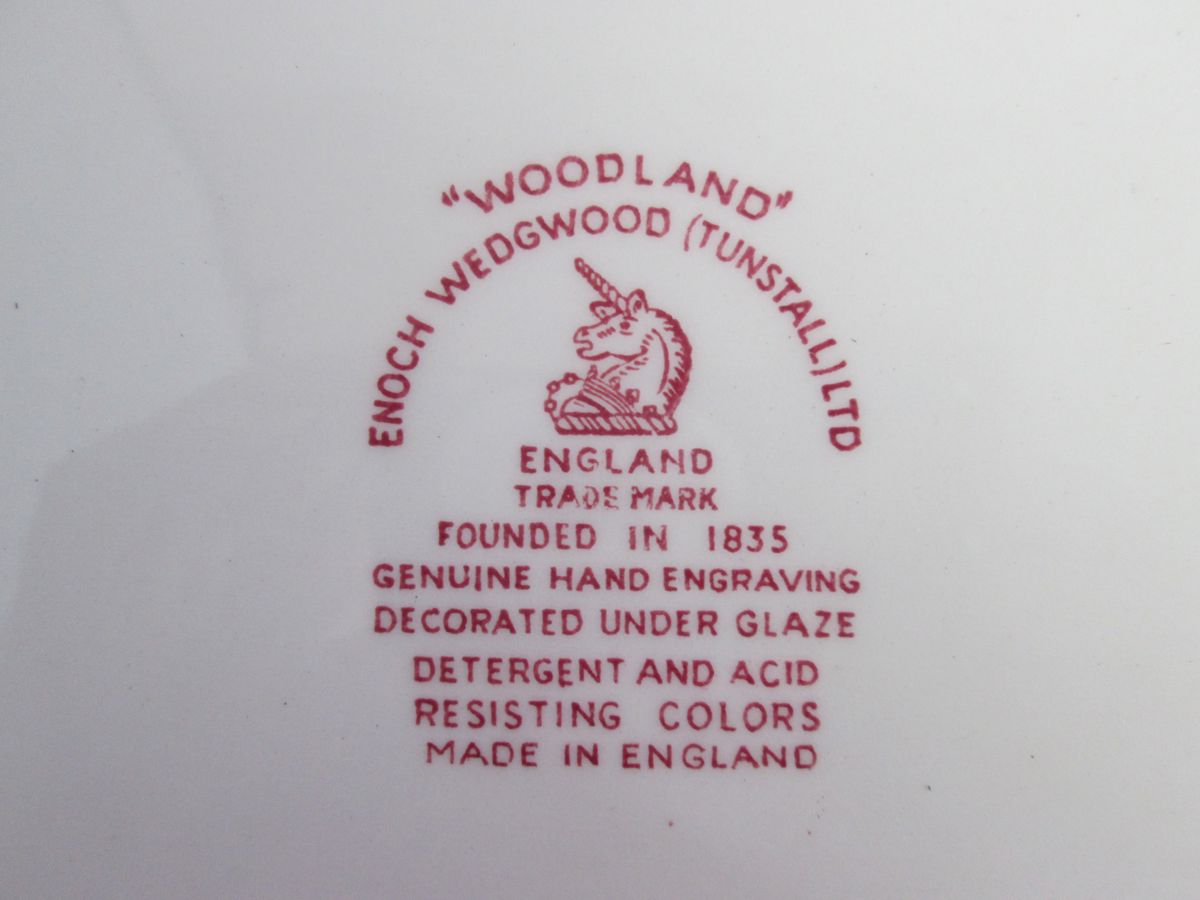 "WOODLAND"
ENOCH WEDGWOOD (TUNSTALL) LTD
ENGLAND
TRADE MARK
FOUNDED IN 1835
GENUINE HAND ENGRAVING
DECORATED UNDER GLAZE
DETERGENT AND ACID
RESISTING COLORS
MADE IN ENGLAND